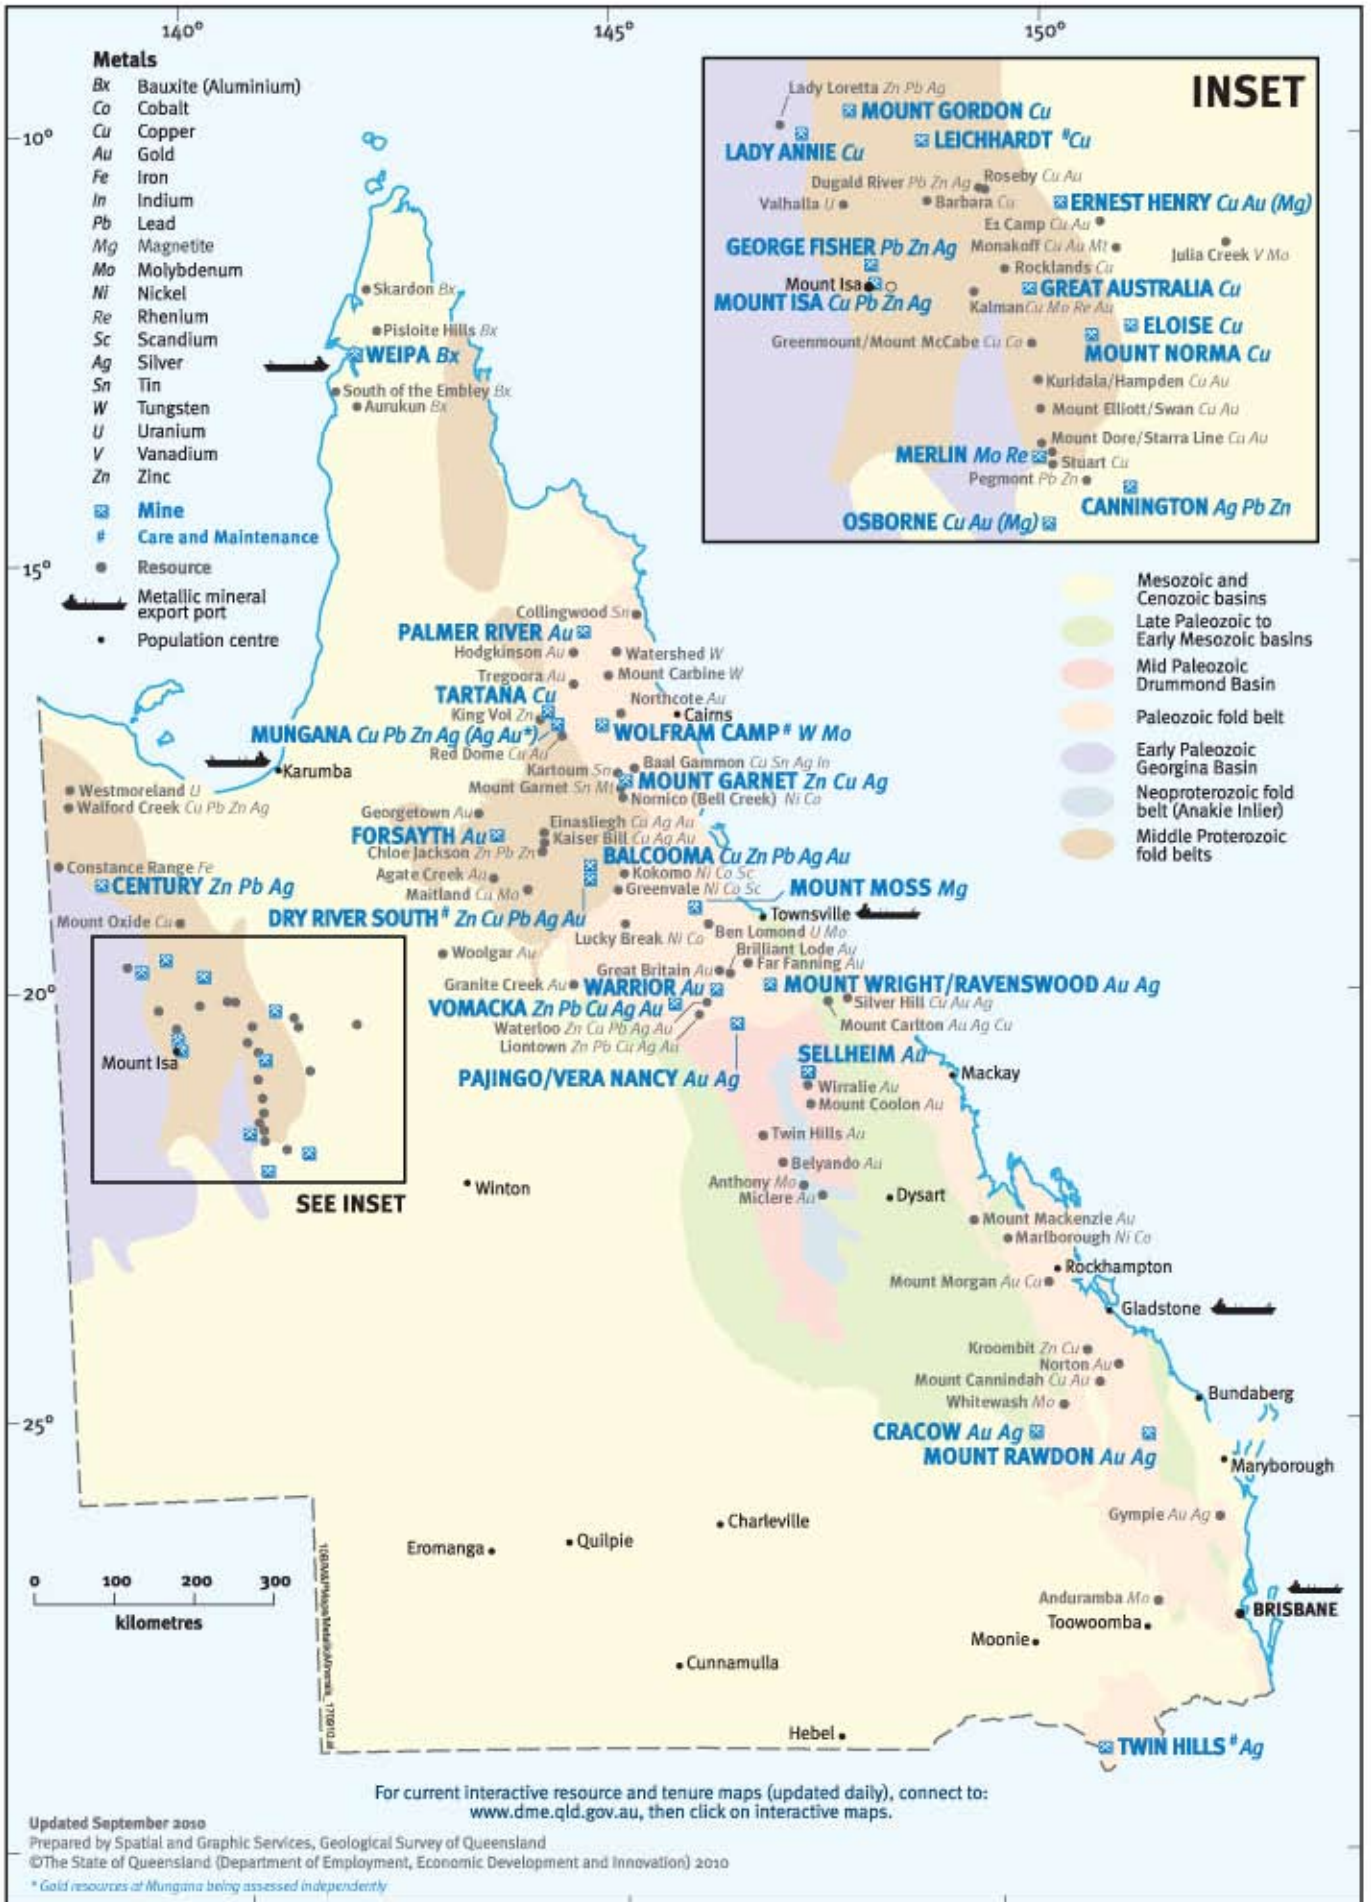 140°
145°
150°
10°
15°
20°
25°
Metals
Bx Bauxite (Aluminium)
Co Cobalt
Cu Copper
Au Gold
Fe Iron
In Indium
Pb Lead
Mg Magnetite
Mo Molybdenum
Ni Nickel
Re Rhenium
Sc Scandium
Ag Silver
Sn Tin
W Tungsten
U Uranium
V Vanadium
Zn Zinc
Mine
# Care and Maintenance
Resource
Metallic mineral
export port
Population centre
INSET
Lady Loretta Zn Pb Ag
MOUNT GORDON Cu
LEICHHARDT #Cu
LADY ANNIE Cu
Dugald River Pb Zn Ag
Roseby Cu Au
Valhalla U
Barbara Cu
ERNEST HENRY Cu Au (Mg)
E1 Camp Cu Au
GEORGE FISHER Pb Zn Ag
Monakoff Cu Au Mt
Julia Creek V Mo
Rocklands Cu
Mount Isa
GREAT AUSTRALIA Cu
MOUNT ISA Cu Pb Zn Ag
Kalman Cu Mo Re Au
ELOISE Cu
Greenmount/Mount McCabe Cu Co
MOUNT NORMA Cu
Kuridala/Hampden Cu Au
Mount Elliott/Swan Cu Au
Mount Dore/Starra Line Cu Au
MERLIN Mo Re
Stuart Cu
Pegmont Pb Zn
CANNINGTON Ag Pb Zn
OSBORNE Cu Au (Mg)
Mesozoic and
Cenozoic basins
Late Paleozoic to
Early Mesozoic basins
Mid Paleozoic
Drummond Basin
Paleozoic fold belt
Early Paleozoic
Georgina Basin
Neoproterozoic fold
belt (Anakie Inlier)
Middle Proterozoic
fold belts
Skardon Bx
Pisloite Hills Bx
WEIPA Bx
South of the Embley Bx
Aurukun Bx
Collingwood Sn
PALMER RIVER Au
Hodgkinson Au
Watershed W
Tregoora Au
Mount Carbine W
TARTANA Cu
Northcote Au
King Vol Zn
Cairns
MUNGANA Cu Pb Zn Ag (Ag Au*)
WOLFRAM CAMP # W Mo
Red Dome Cu Au
Baal Gammon Cu Sn Ag In
Karumba
Kartoum Sn
Mount Garnet Sn Mt
MOUNT GARNET Zn Cu Ag
Westmoreland U
Walford Creek Cu Pb Zn Ag
Nornico (Bell Creek) Ni Co
Georgetown Au
Einasliegh Cu Ag Au
FORSAYTH Au
Kaiser Bill Cu Ag Au
Chloe Jackson Zn Pb Zn
BALCOOMA Cu Zn Pb Ag Au
Constance Range Fe
Agate Creek Au
Kokomo Ni Co Sc
CENTURY Zn Pb Ag
Maitland Cu Mo
Greenvale Ni Co Sc
MOUNT MOSS Mg
DRY RIVER SOUTH # Zn Cu Pb Ag Au
Townsville
Mount Oxide Cu
Ben Lomond U Mo
Lucky Break Ni Co
Woolgar Au
Brilliant Lode Au
Far Fanning Au
Great Britain Au
Granite Creek Au
WARRIOR Au
MOUNT WRIGHT/RAVENSWOOD Au Ag
VOMACKA Zn Pb Cu Ag Au
Silver Hill Cu Au Ag
Waterloo Zn Cu Pb Ag Au
Mount Carlton Au Ag Cu
Liontown Zn Pb Cu Ag Au
SELLHEIM Au
Mount Isa
PAJINGO/VERA NANCY Au Ag
Mackay
Wirralie Au
Mount Coolon Au
Twin Hills Au
Belyando Au
Anthony Mo
Miclere Au
Winton
SEE INSET
Dysart
Mount Mackenzie Au
Marlborough Ni Co
Rockhampton
Mount Morgan Au Cu
Gladstone
Kroombit Zn Cu
Norton Au
Mount Cannindah Cu Au
Bundaberg
Whitewash Mo
CRACOW Au Ag
MOUNT RAWDON Au Ag
Maryborough
Gympie Au Ag
Charleville
Quilpie
Eromanga
0 100 200 300
kilometres
Anduramba Mo
BRISBANE
Toowoomba
Moonie
Cunnamulla
Hebel
TWIN HILLS # Ag
For current interactive resource and tenure maps (updated daily), connect to:
www.dme.qld.gov.au, then click on interactive maps.
Updated September 2010
Prepared by Spatial and Graphic Services, Geological Survey of Queensland
©The State of Queensland (Department of Employment, Economic Development and Innovation) 2010
* Gold resources at Mungana being assessed independently